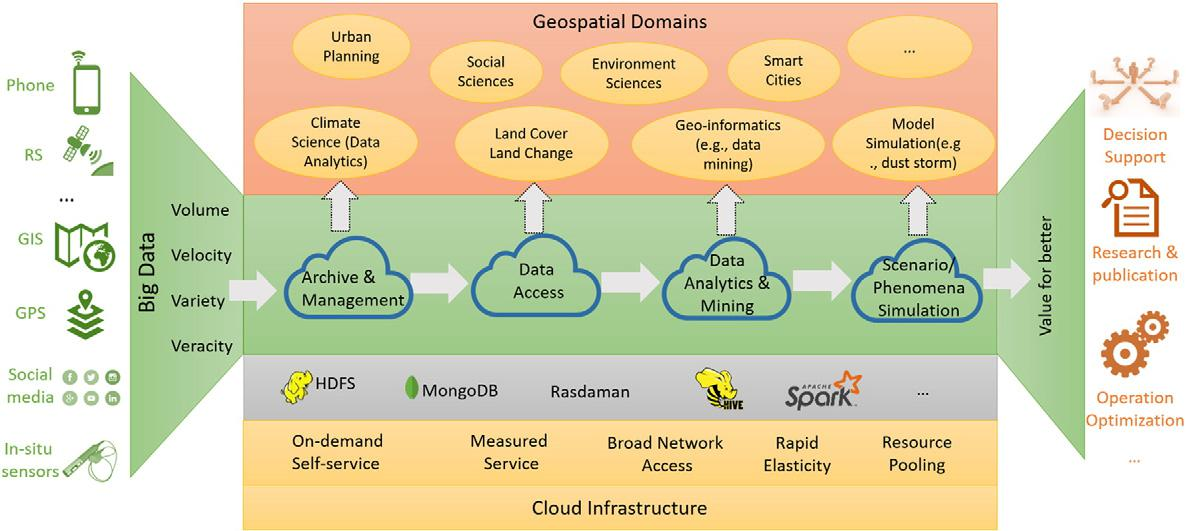 Phone
RS
...
GIS
GPS
Social
media
In-situ
sensors
Big Data
Volume
Velocity
Variety
Veracity
Geospatial Domains
Urban
Planning
Social
Sciences
Environment
Sciences
Smart
Cities
...
Climate
Science (Data
Analytics)
Land Cover
Land Change
Geo-informatics
(e.g., data
mining)
Model
Simulation(e.g
., dust storm)
Archive &
Management
Data
Access
Data
Analytics &
Mining
Scenario/
Phenomena
Simulation
HDFS
MongoDB
Rasdaman
HIVE
APACHE
Spark
...
On-demand
Self-service
Measured
Service
Broad Network
Access
Rapid
Elasticity
Resource
Pooling
Cloud Infrastructure
Value for better
Decision
Support
Research &
publication
Operation
Optimization
...